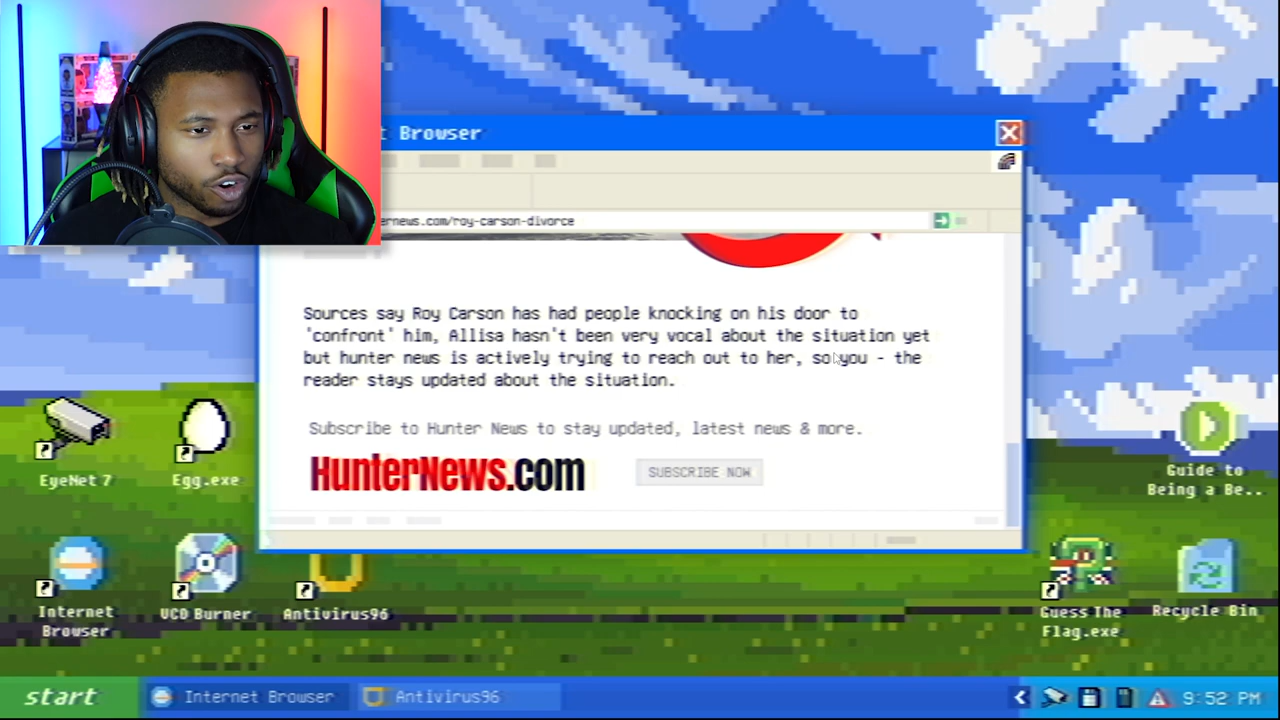 Browser
ernews.com/roy-carson-divorce
Sources say Roy Carson has had people knocking on his door to
'confront' him, Allisa hasn't been very vocal about the situation yet
but hunter news is actively trying to reach out to her, so you - the
reader stays updated about the situation.
Subscribe to Hunter News to stay updated, latest news & more.
HunterNews.com
SUBSCRIBE NOW
EyeNet 7
Egg.exe
Guide to
Being a Be..
Internet
Browser
VCD Burner
Antivirus96
Guess The
Flag.exe
Recycle Bin
start
Internet Browser
Antivirus96
9:52 PM